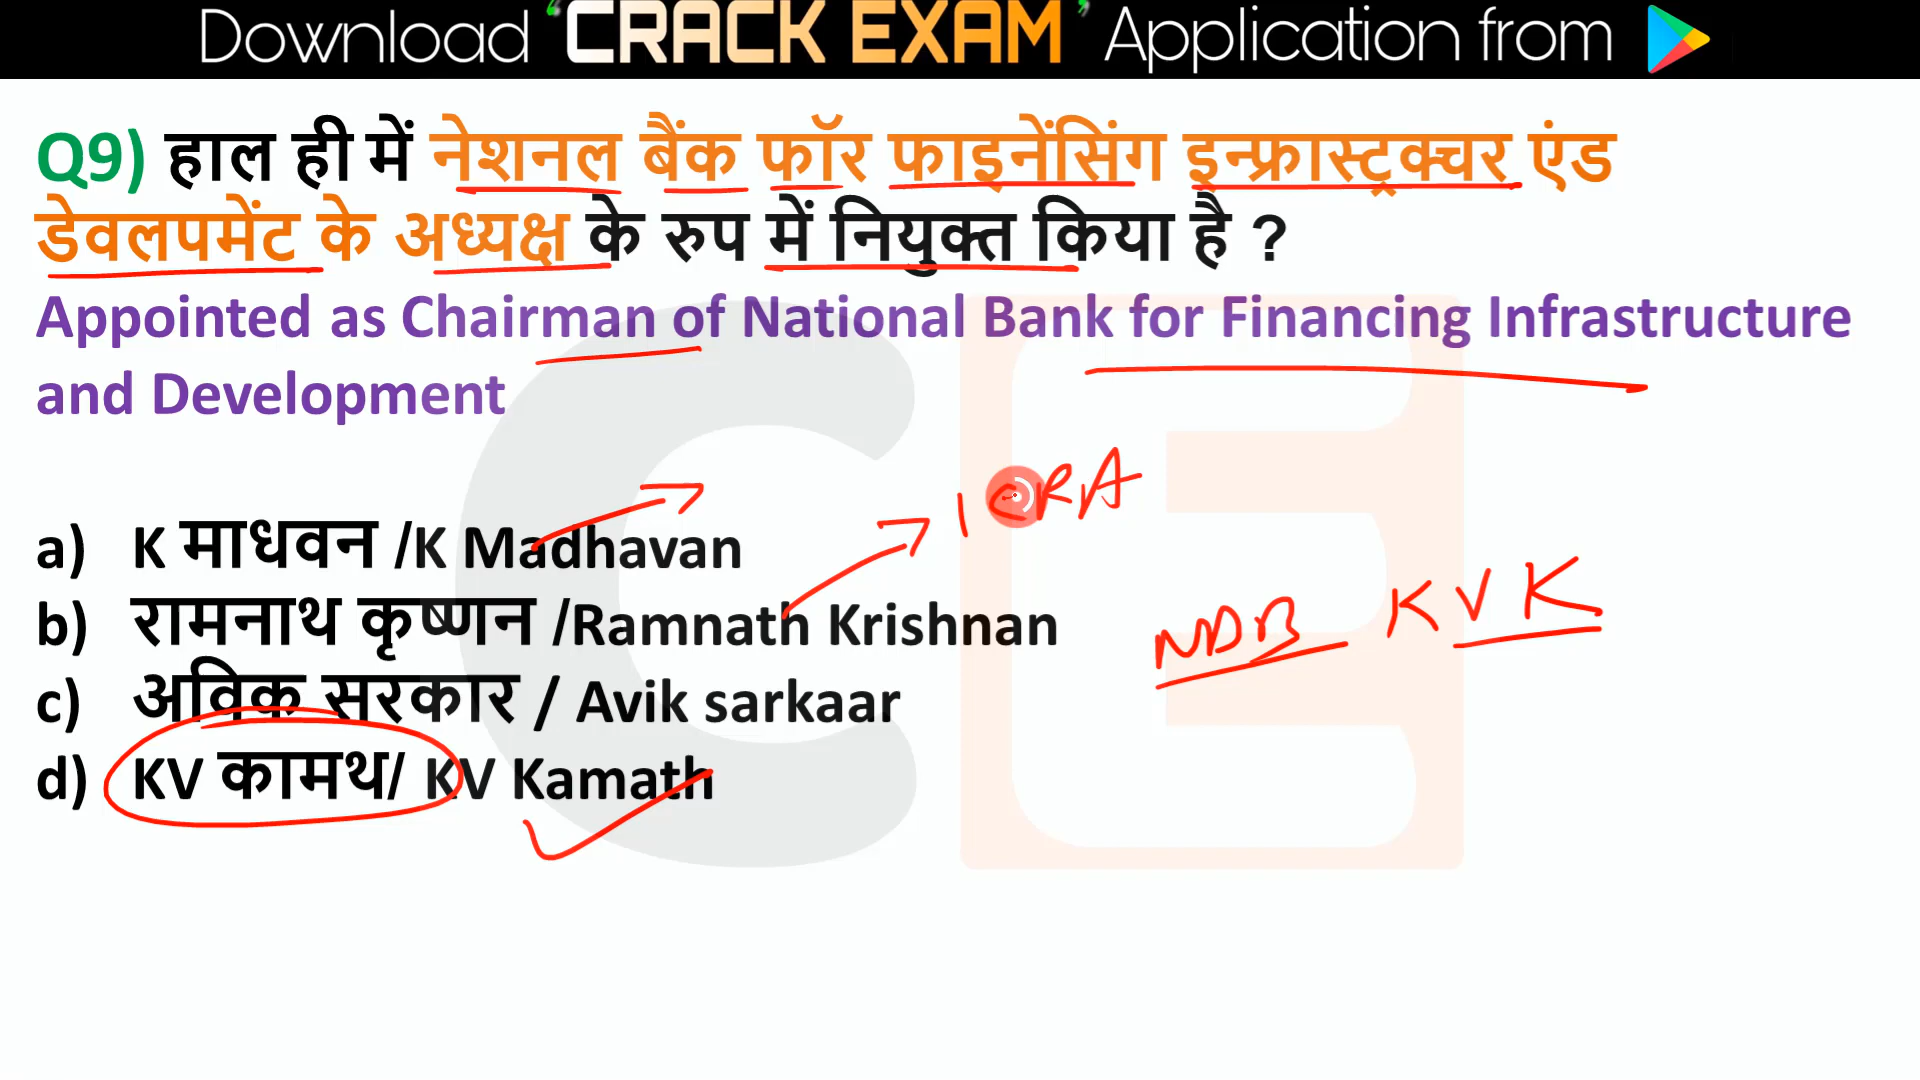 Download 'CRACK EXAM' Application from
Q9) हाल ही में नेशनल बैंक फॉर फाइनेंसिंग इन्फ्रास्ट्रक्चर एंड
डेवलपमेंट के अध्यक्ष के रुप में नियुक्त किया है ?
Appointed as Chairman of National Bank for Financing Infrastructure
and Development
ICRA
a) K माधवन /K Madhavan
b) रामनाथ कृष्णन /Ramnath Krishnan
NDB KVK
c) अविक सरकार / Avik sarkaar
d) KV कामथ/ KV Kamath
CE